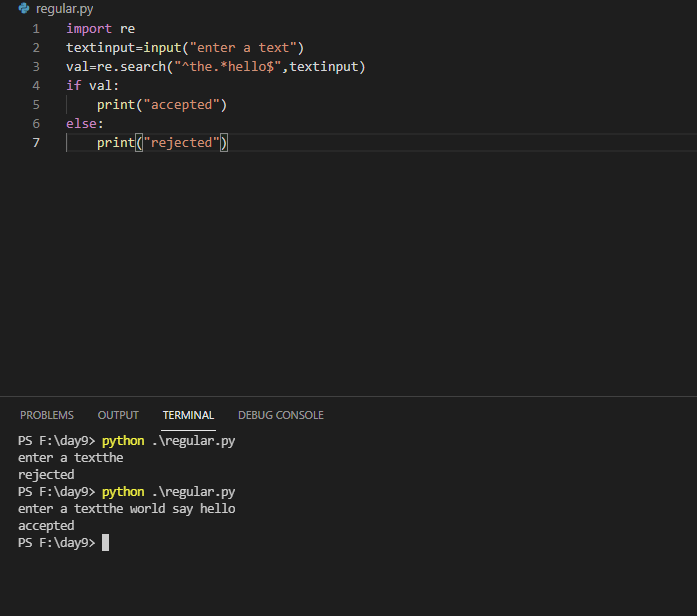 regular.py
1 import re
2 textinput=input("enter a text")
3 val=re.search("^the.*hello$",textinput)
4 if val:
5     print("accepted")
6 else:
7     print("rejected")
PROBLEMS OUTPUT TERMINAL DEBUG CONSOLE
PS F:\day9> python .\regular.py
enter a textthe
rejected
PS F:\day9> python .\regular.py
enter a textthe world say hello
accepted
PS F:\day9>